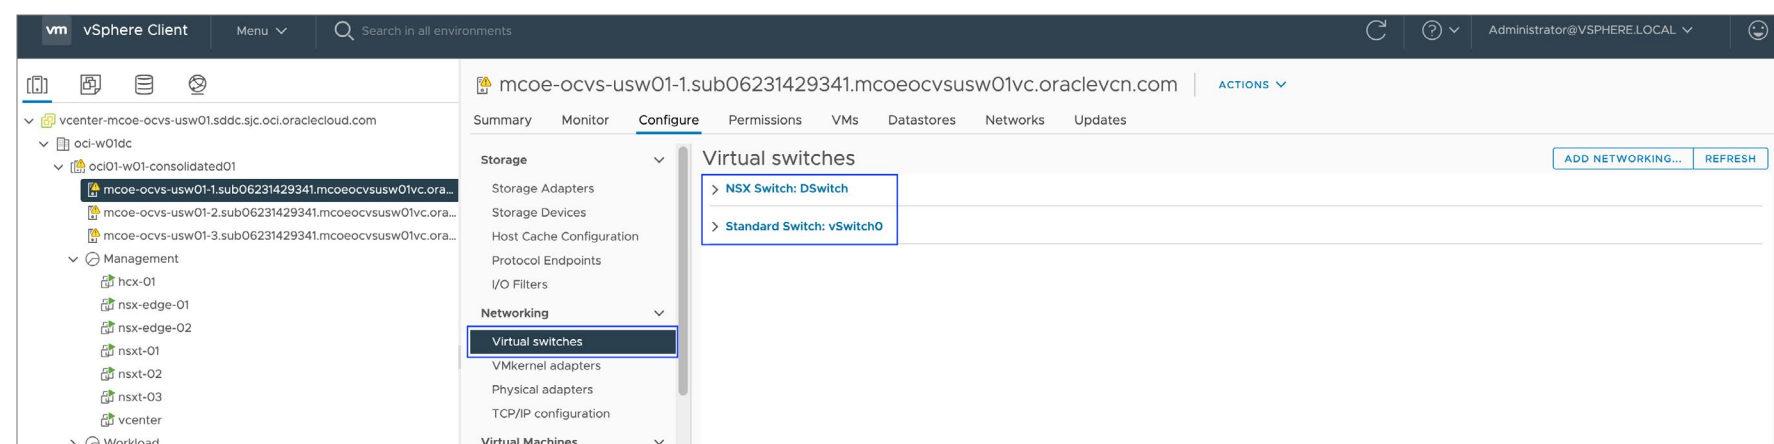 vm vSphere Client Menu Search in all environments Administrator@VSPHERE.LOCAL
vcenter-mcoe-ocvs-usw01.sddc.sjc.oci.oraclecloud.com
oci-w01dc
oci01-w01-consolidated01
mcoe-ocvs-usw01-1.sub06231429341.mcoeocvsusw01vc.ora...
mcoe-ocvs-usw01-2.sub06231429341.mcoeocvsusw01vc.ora...
mcoe-ocvs-usw01-3.sub06231429341.mcoeocvsusw01vc.ora...
Management
hcx-01
nsx-edge-01
nsx-edge-02
nsxt-01
nsxt-02
nsxt-03
vcenter
Workload
mcoe-ocvs-usw01-1.sub06231429341.mcoeocvsusw01vc.oraclevcn.com ACTIONS
Summary Monitor Configure Permissions VMs Datastores Networks Updates
Storage
Storage Adapters
Storage Devices
Host Cache Configuration
Protocol Endpoints
I/O Filters
Networking
Virtual switches
VMkernel adapters
Physical adapters
TCP/IP configuration
Virtual Machines
Virtual switches
ADD NETWORKING... REFRESH
NSX Switch: DSwitch
Standard Switch: vSwitch0